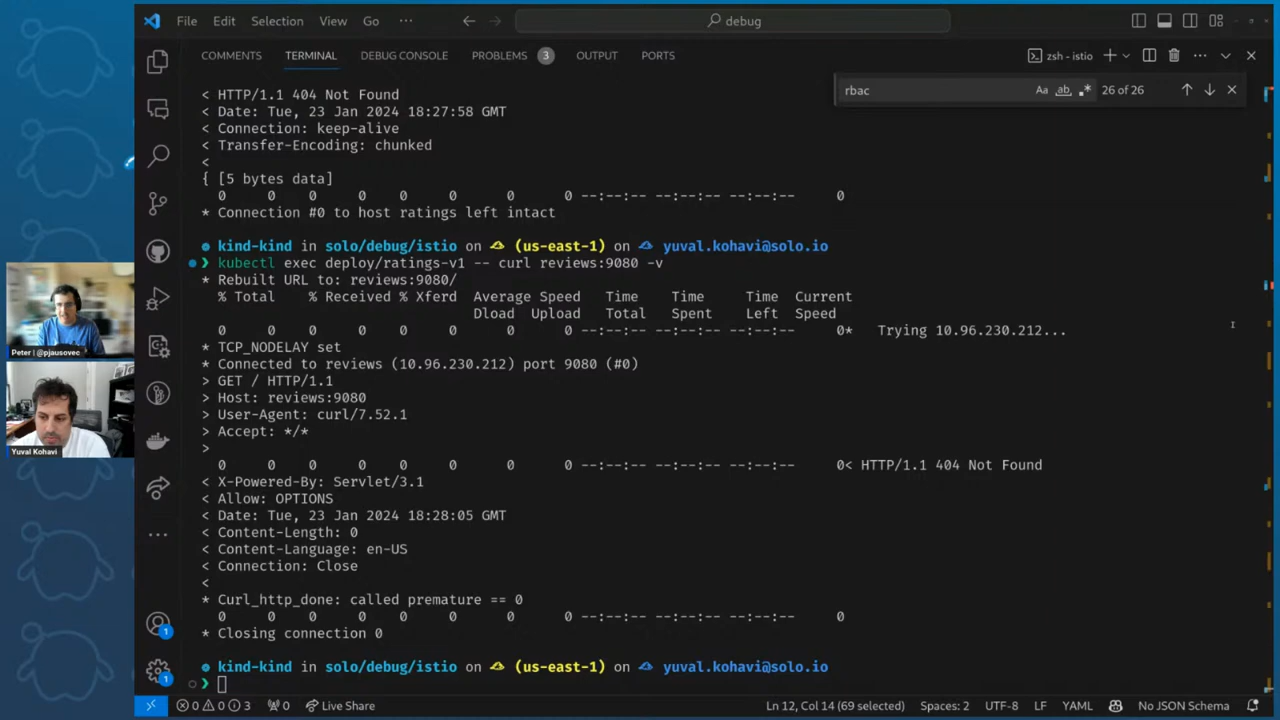 File Edit Selection View Go ··· debug
COMMENTS TERMINAL DEBUG CONSOLE PROBLEMS 3 OUTPUT PORTS zsh - istio
rbac Aa ab 26 of 26
< HTTP/1.1 404 Not Found
< Date: Tue, 23 Jan 2024 18:27:58 GMT
< Connection: keep-alive
< Transfer-Encoding: chunked
<
{ [5 bytes data]
0 0 0 0 0 0 0 --:--:-- --:--:-- --:--:-- 0
* Connection #0 to host ratings left intact
kind-kind in solo/debug/istio on (us-east-1) on yuval.kohavi@solo.io
❯ kubectl exec deploy/ratings-v1 -- curl reviews:9080 -v
* Rebuilt URL to: reviews:9080/
% Total % Received % Xferd Average Speed Time Time Time Current
Dload Upload Total Spent Left Speed
0 0 0 0 0 0 0 --:--:-- --:--:-- --:--:-- 0* Trying 10.96.230.212...
* TCP_NODELAY set
* Connected to reviews (10.96.230.212) port 9080 (#0)
> GET / HTTP/1.1
> Host: reviews:9080
> User-Agent: curl/7.52.1
> Accept: */*
>
0 0 0 0 0 0 0 --:--:-- --:--:-- --:--:-- 0< HTTP/1.1 404 Not Found
< X-Powered-By: Servlet/3.1
< Allow: OPTIONS
< Date: Tue, 23 Jan 2024 18:28:05 GMT
< Content-Length: 0
< Content-Language: en-US
< Connection: Close
<
* Curl_http_done: called premature == 0
0 0 0 0 0 0 0 --:--:-- --:--:-- --:--:-- 0
* Closing connection 0
kind-kind in solo/debug/istio on (us-east-1) on yuval.kohavi@solo.io
❯
Peter | @pjausovec
Yuval Kohavi
1
1
0 0 3 0 Live Share Ln 12, Col 14 (69 selected) Spaces: 2 UTF-8 LF YAML No JSON Schema